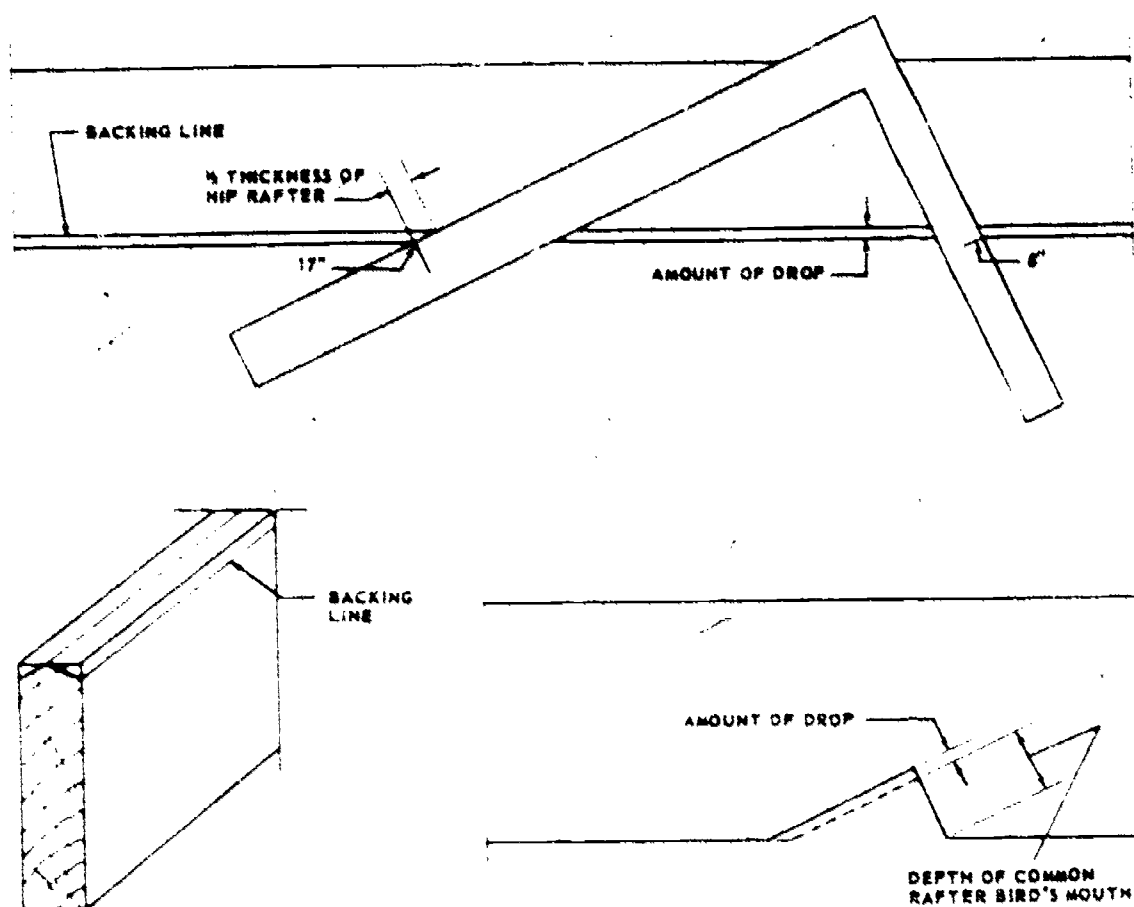 BACKING LINE
½ THICKNESS OF
HIP RAFTER
17"
AMOUNT OF DROP
8"
BACKING
LINE
AMOUNT OF DROP
DEPTH OF COMMON
RAFTER BIRD'S MOUTH